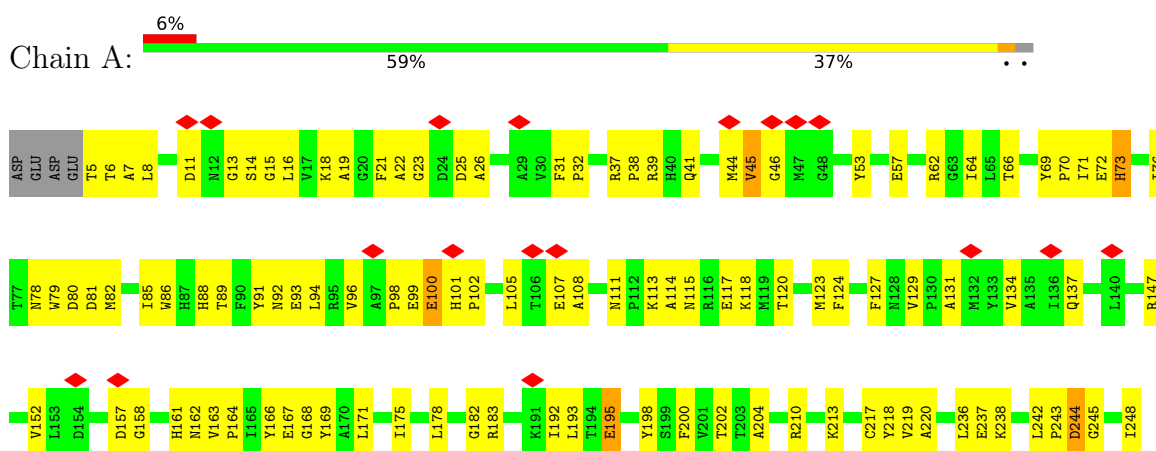 6%
Chain A:
59% 37% • •
ASP GLU ASP GLU T5 T6 A7 L8 D11 N12 G13 S14 G15 L16 V17 K18 A19 G20 F21 A22 G23 D24 D25 A26 A29 V30 F31 P32 R37 P38 R39 H40 Q41 M44 V45 G46 M47 G48 Y53 E57 R62 G63 I64 L65 T66 Y69 P70 I71 E72 H73 I76
T77 N78 W79 D80 D81 M82 I85 W86 H87 H88 T89 F90 Y91 N92 E93 L94 R95 V96 A97 P98 E99 E100 H101 P102 L105 T106 E107 A108 N111 P112 K113 A114 N115 R116 E117 K118 M119 T120 M123 F124 F127 N128 V129 P130 A131 M132 Y133 V134 A135 I136 Q137 L140 R147
V152 L153 D154 D157 G158 H161 N162 V163 P164 I165 Y166 E167 G168 Y169 A170 L171 I175 L178 G182 R183 K191 I192 L193 T194 E195 Y198 S199 F200 V201 T202 T203 A204 R210 K213 C217 Y218 V219 A220 L236 E237 K238 L242 P243 D244 G245 I248